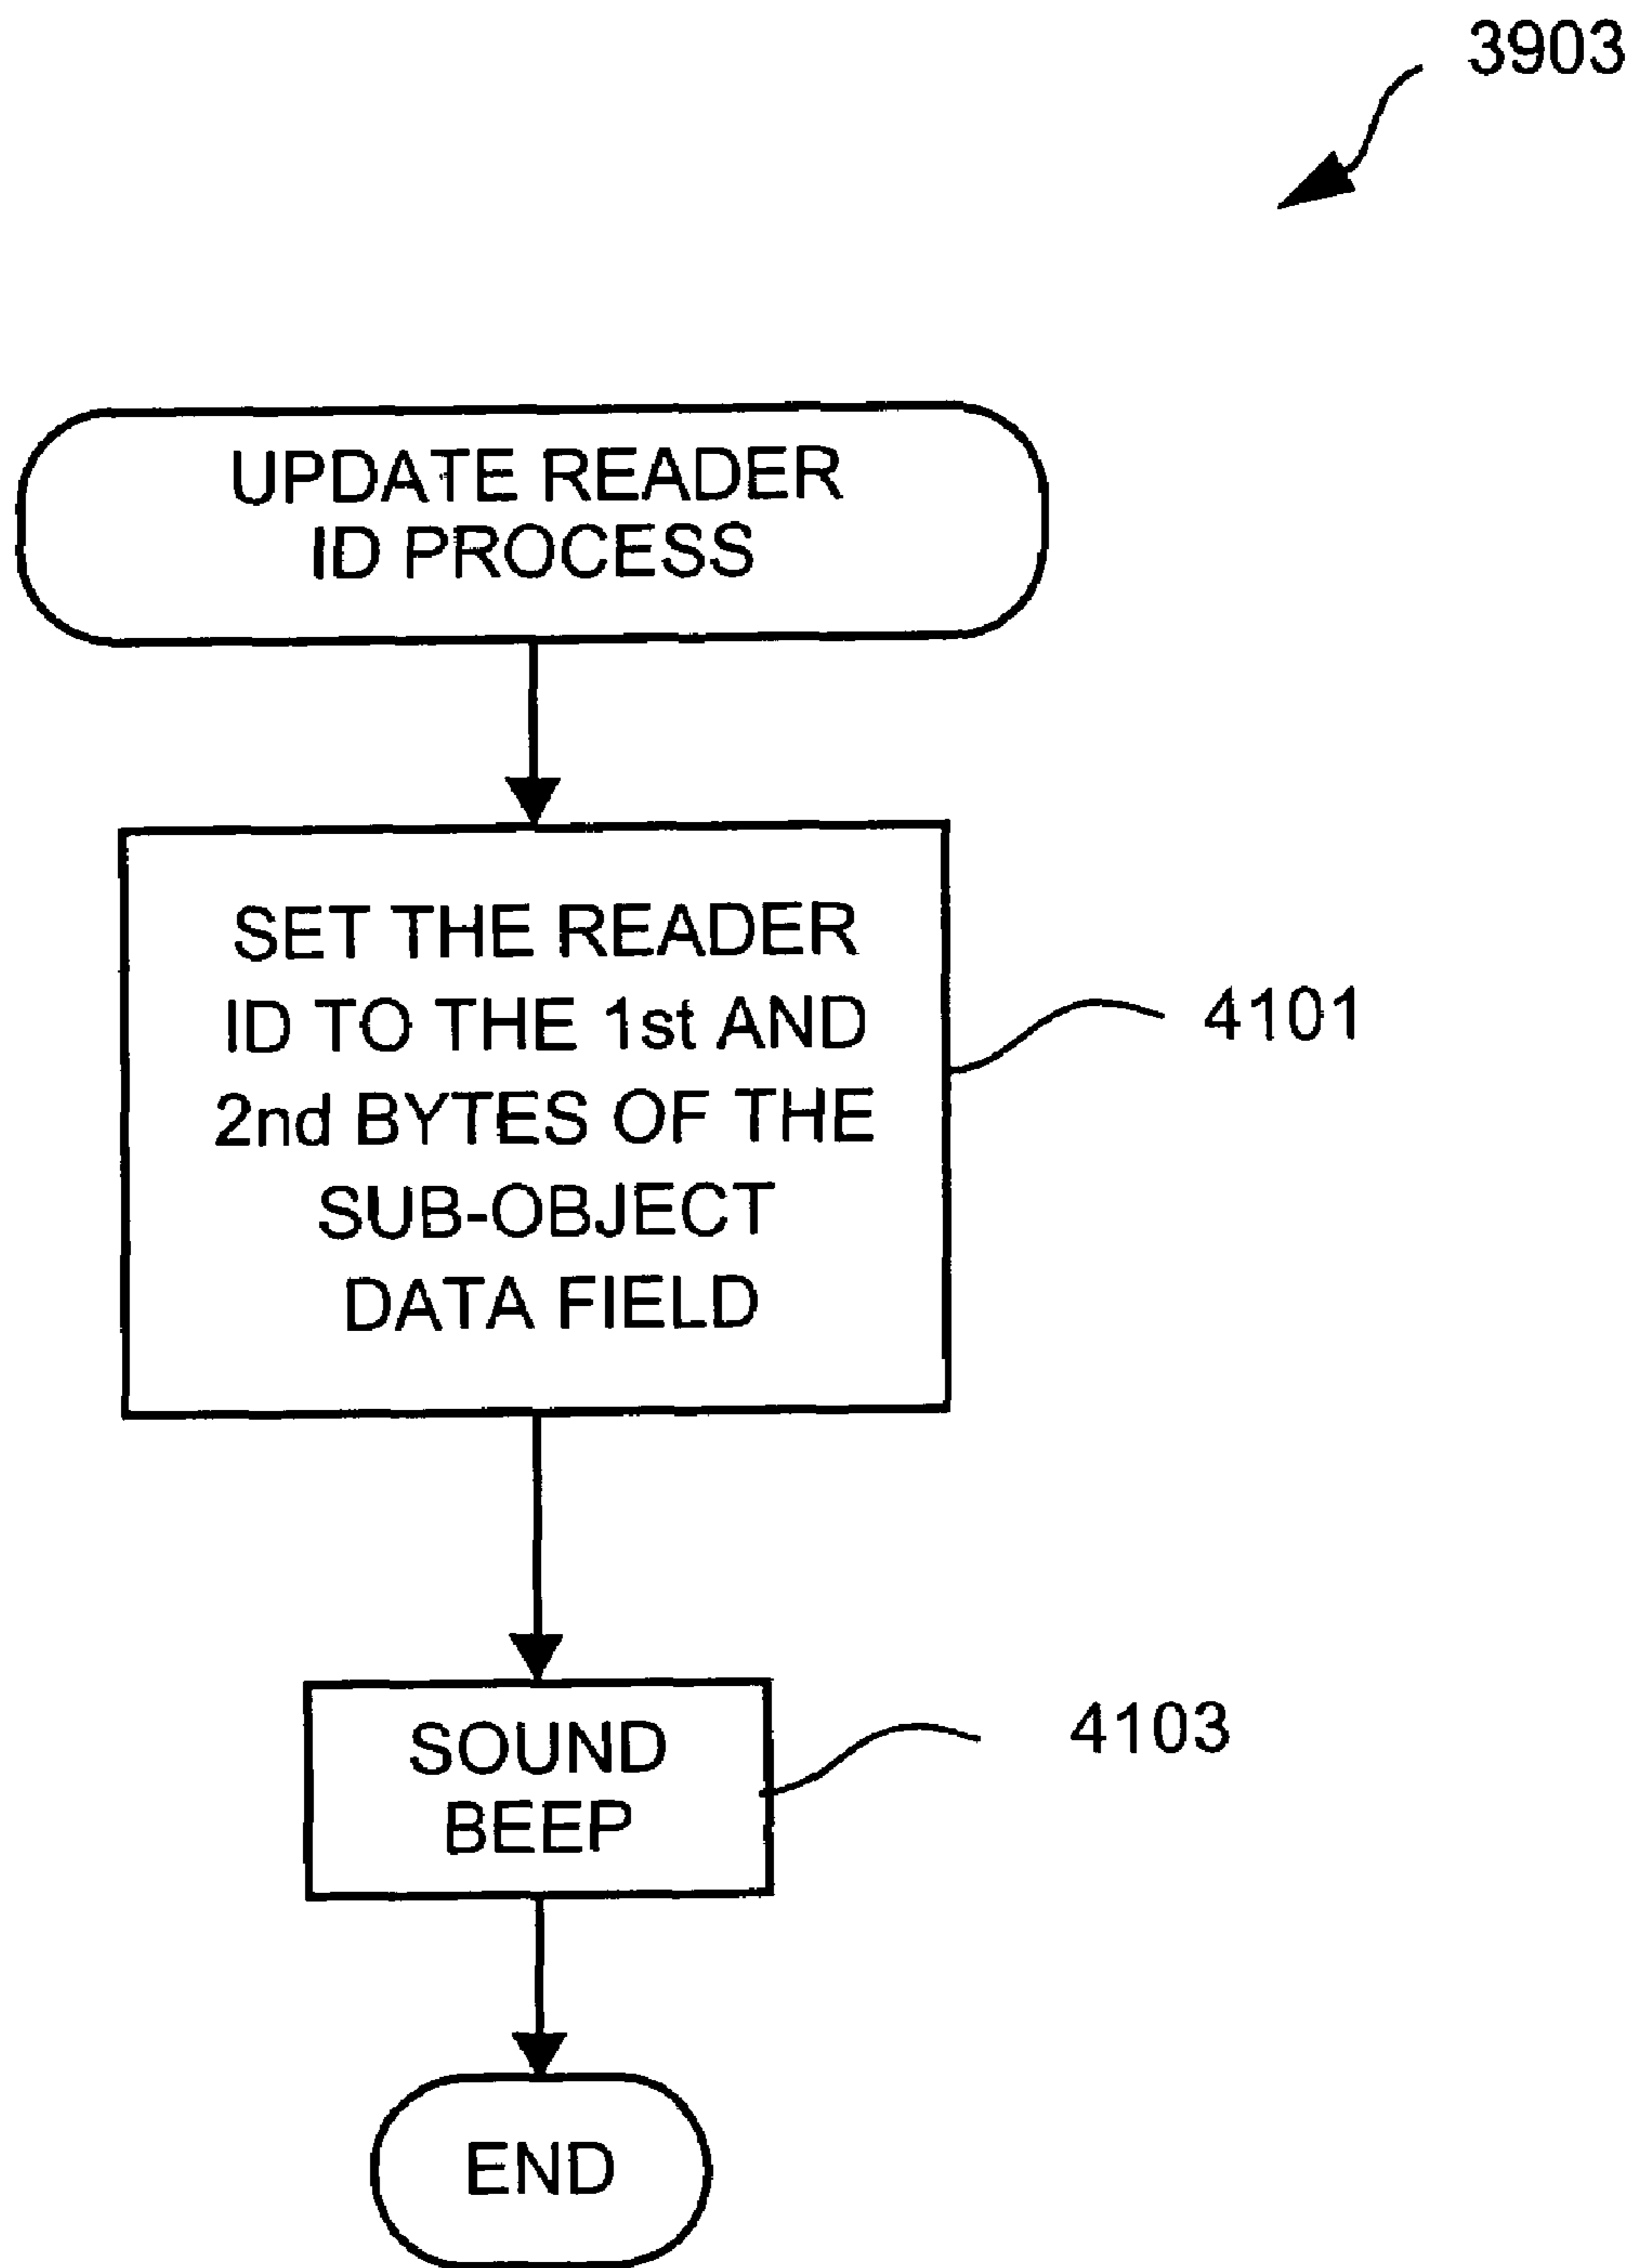 3903
UPDATE READER
ID PROCESS
SET THE READER
ID TO THE 1st AND
2nd BYTES OF THE
SUB-OBJECT
DATA FIELD
4101
SOUND
BEEP
4103
END